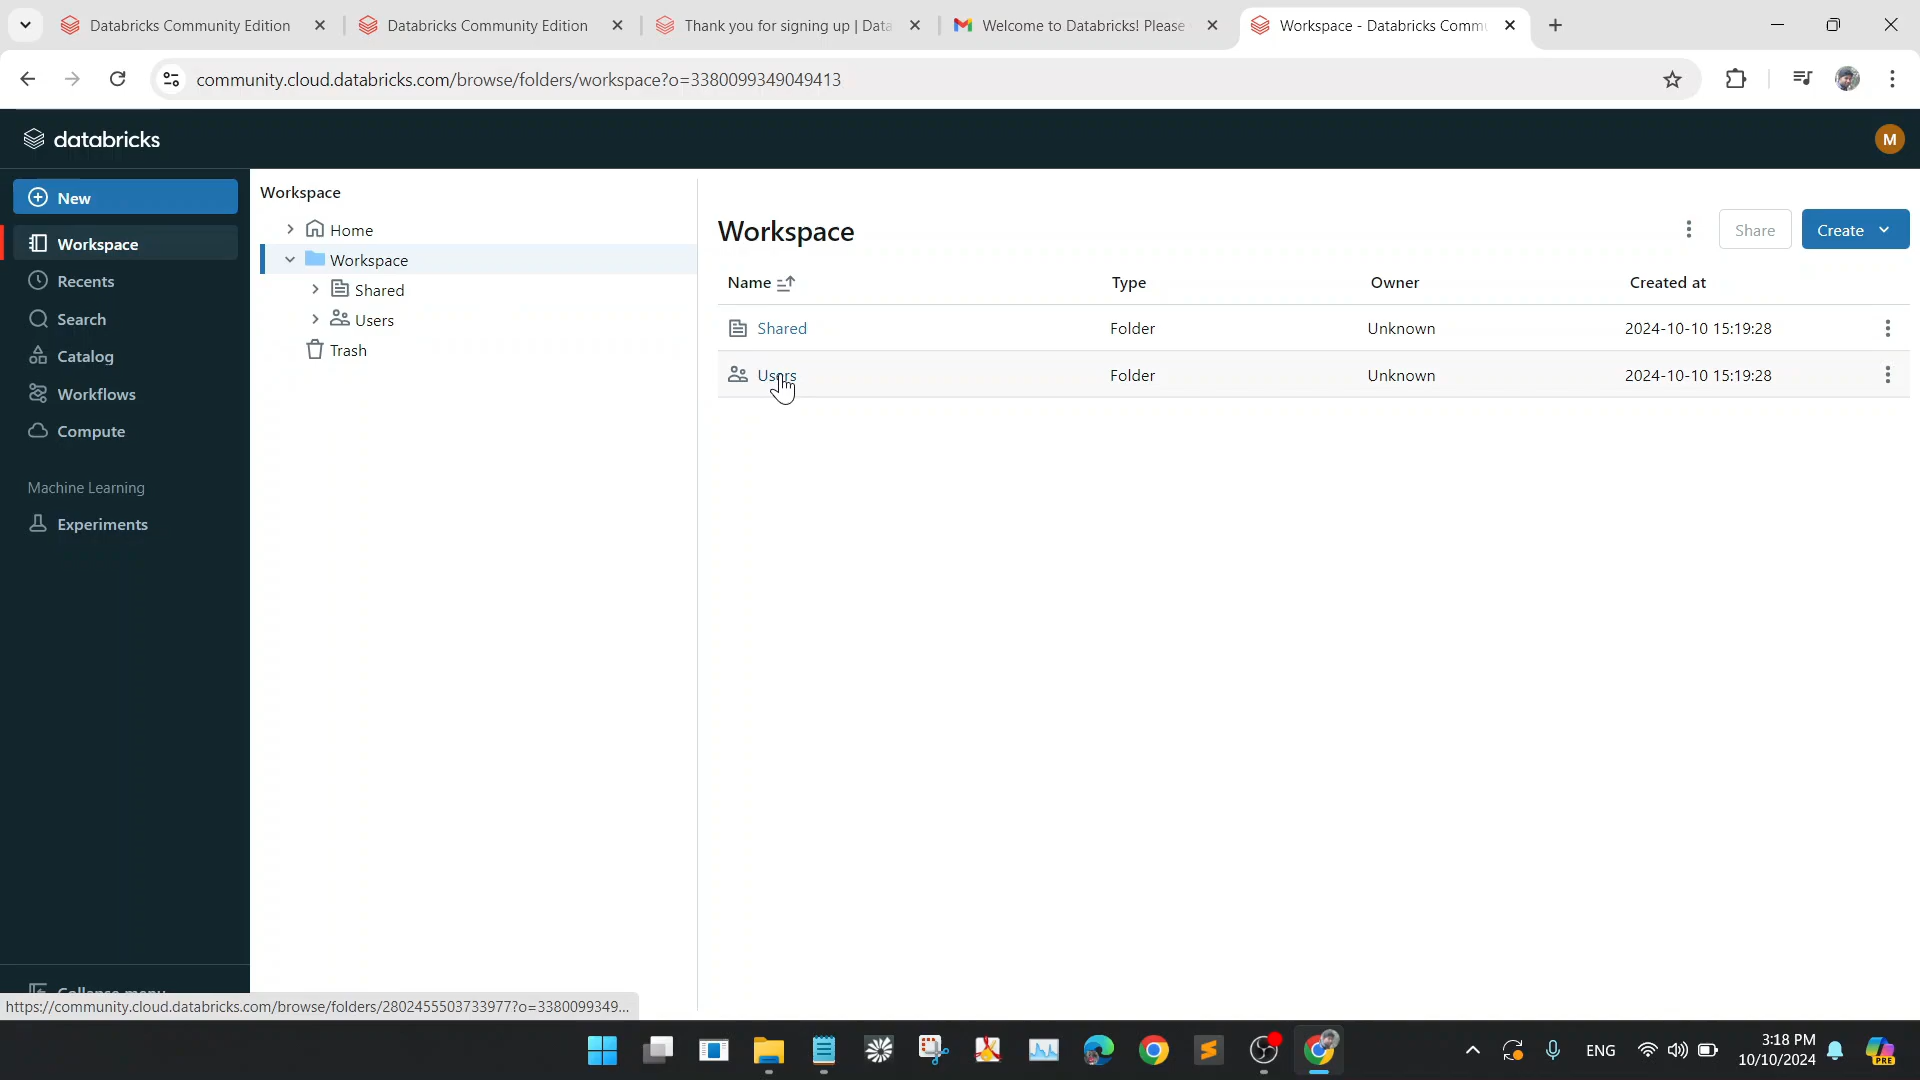 Databricks Community Edition
Databricks Community Edition
Thank you for signing up | Data
Welcome to Databricks! Please
Workspace - Databricks Commu
community.cloud.databricks.com/browse/folders/workspace?o=3380099349049413
databricks
M
New
Workspace
Recents
Search
Catalog
Workflows
Compute
Machine Learning
Experiments
Collapse menu
Workspace
Home
Workspace
Shared
Users
Trash
Workspace
Share
Create
Name Type Owner Created at
Shared Folder Unknown 2024-10-10 15:19:28
Users Folder Unknown 2024-10-10 15:19:28
https://community.cloud.databricks.com/browse/folders/2802455503733977?o=3380099349...
ENG
3:18 PM
10/10/2024
PRE